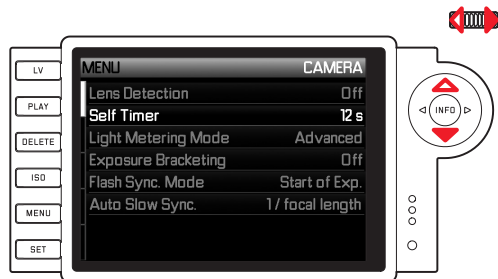 LV
PLAY
DELETE
ISO
MENU
SET
MENU CAMERA
Lens Detection Off
Self Timer 12 s
Light Metering Mode Advanced
Exposure Bracketing Off
Flash Sync. Mode Start of Exp.
Auto Slow Sync. 1/focal length
INFO